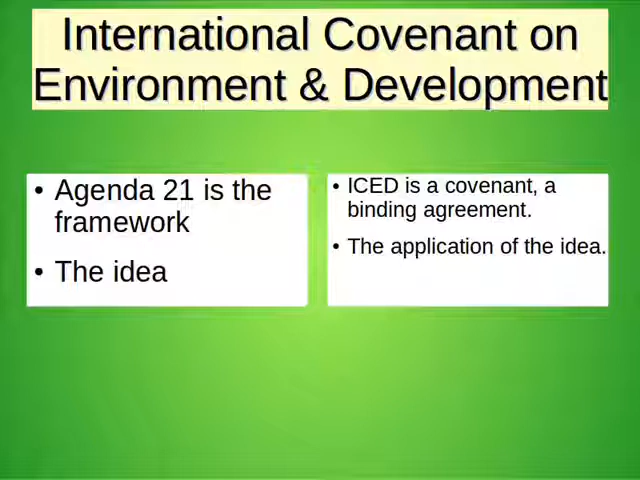 International Covenant on
Environment & Development
• Agenda 21 is the
framework
• The idea
• ICED is a covenant, a
binding agreement.
• The application of the idea.